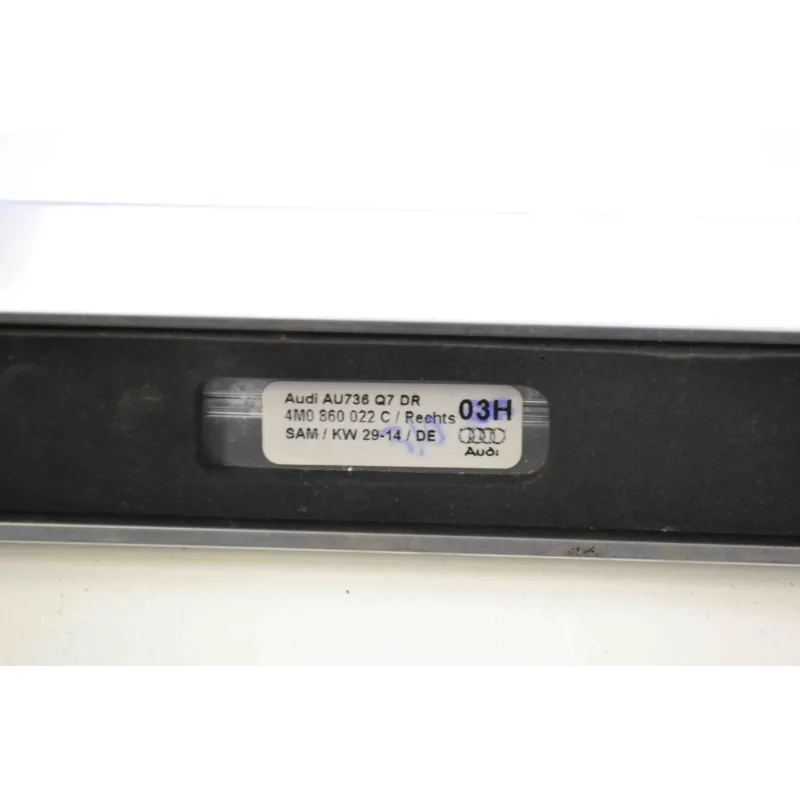 Audi AU736 Q7 DR
4M0 860 022 C / Rechts 03H
SAM / KW 29-14 / DE
Audi